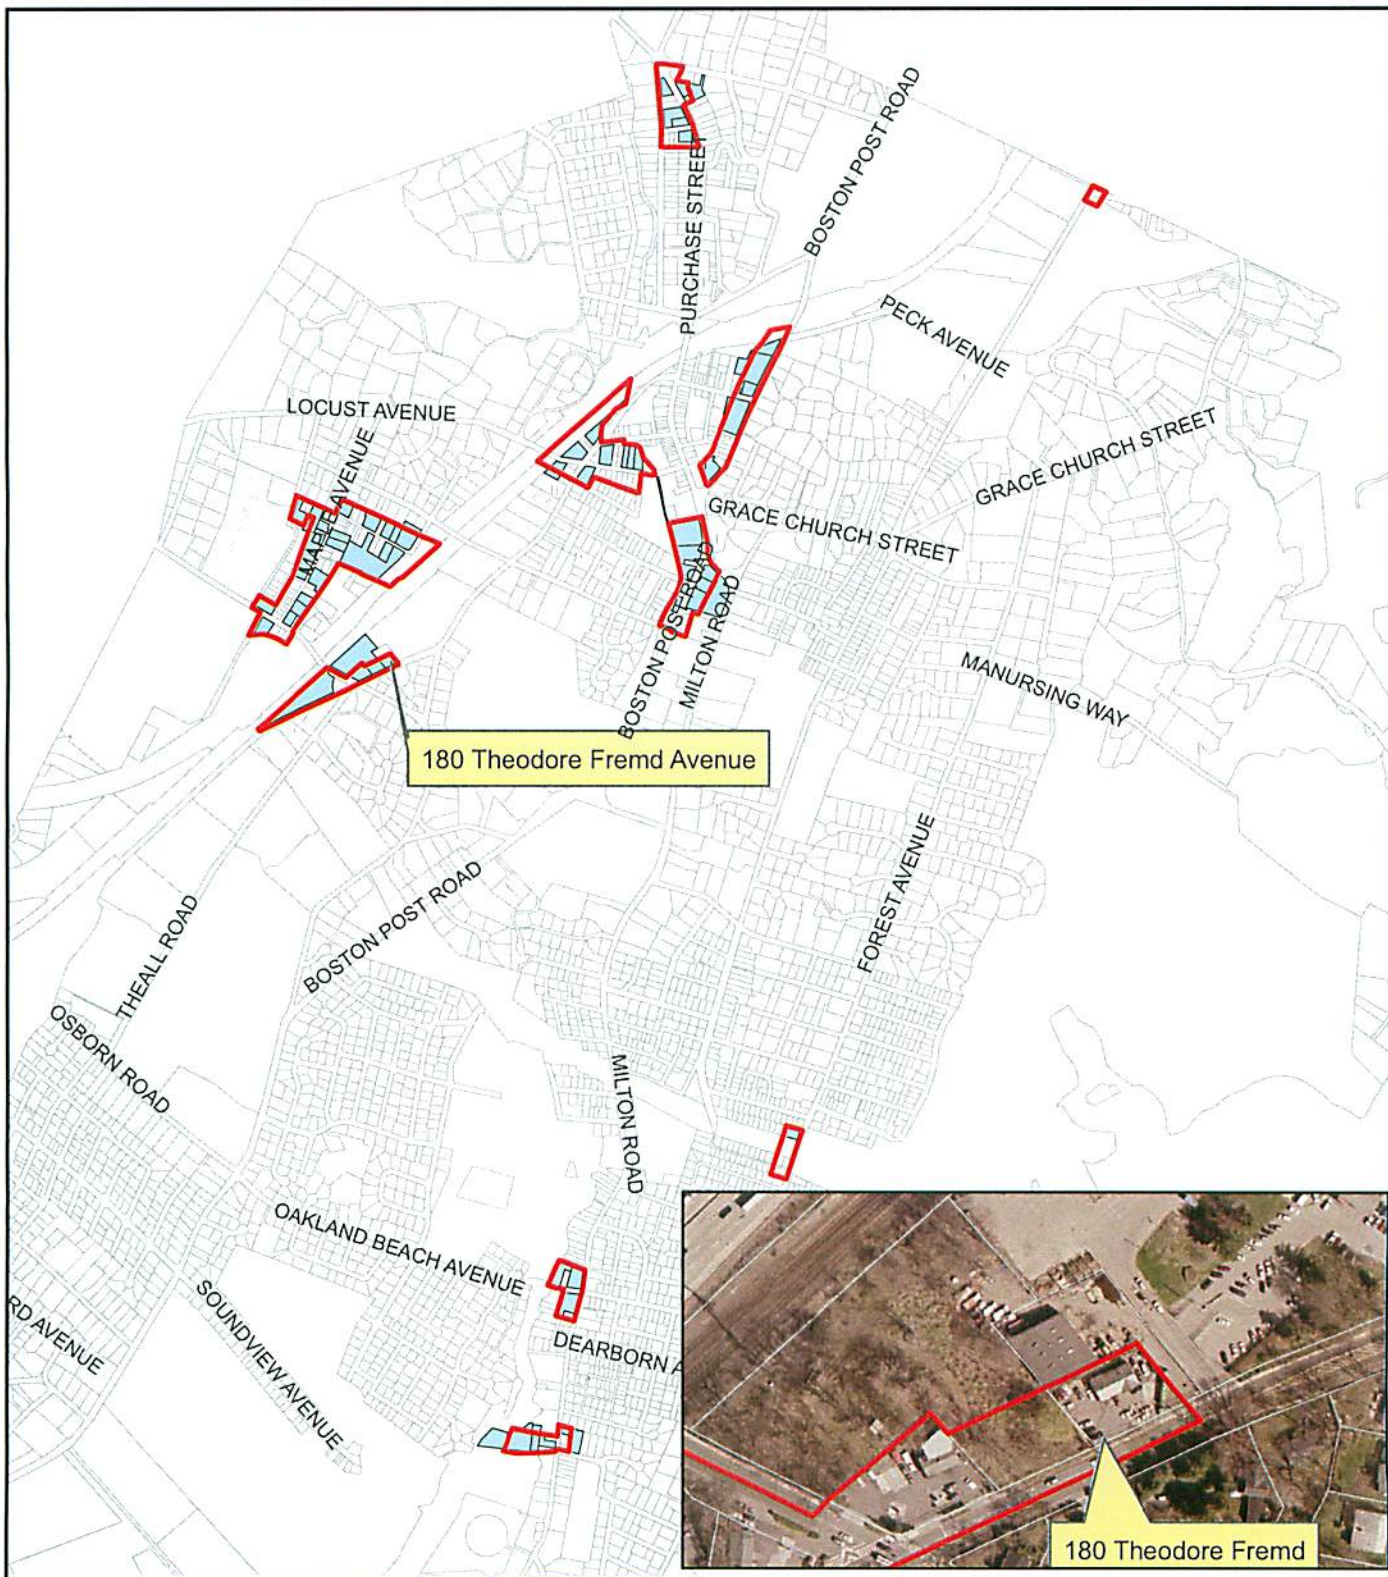 BOSTON POST ROAD
PURCHASE STREET
PECK AVENUE
LOCUST AVENUE
MAPLE AVENUE
GRACE CHURCH STREET
GRACE CHURCH STREET
BOSTON POST ROAD
MILTON ROAD
MANURSING WAY
180 Theodore Fremd Avenue
FOREST AVENUE
BOSTON POST ROAD
THEALL ROAD
OSBORN ROAD
MILTON ROAD
OAKLAND BEACH AVENUE
SOUNDVIEW AVENUE
RD AVENUE
DEARBORN A
180 Theodore Fremd